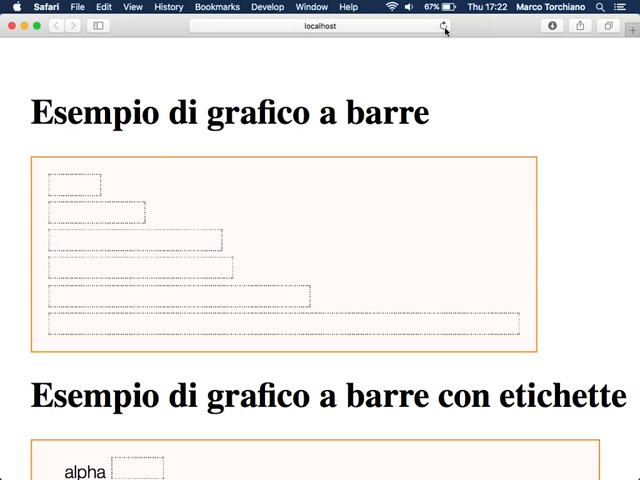 Safari File Edit View History Bookmarks Develop Window Help 67% Thu 17:22 Marco Torchiano
localhost
Esempio di grafico a barre
Esempio di grafico a barre con etichette
alpha